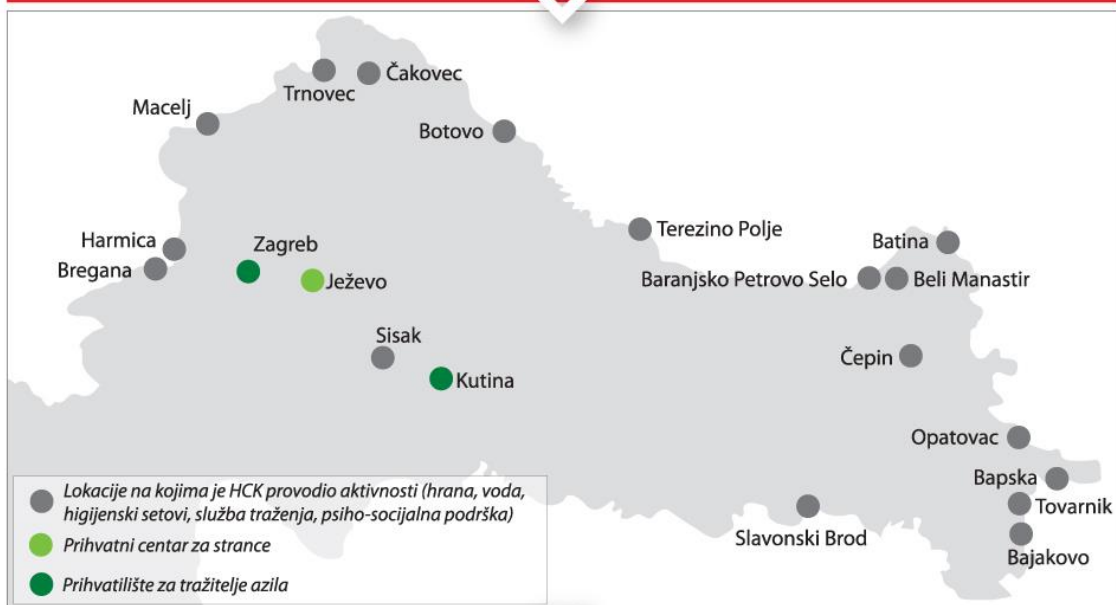 Trnovec
Čakovec
Macelj
Botovo
Terezino Polje
Batina
Harmica
Bregana
Zagreb
Ježevo
Baranjsko Petrovo Selo
Beli Manastir
Sisak
Kutina
Čepin
Opatovac
Bapska
Tovarnik
Slavonski Brod
Bajakovo
Lokacije na kojima je HCK provodio aktivnosti (hrana, voda,
higijenski setovi, služba traženja, psiho-socijalna podrška)
Prihvatni centar za strance
Prihvatilište za tražitelje azila